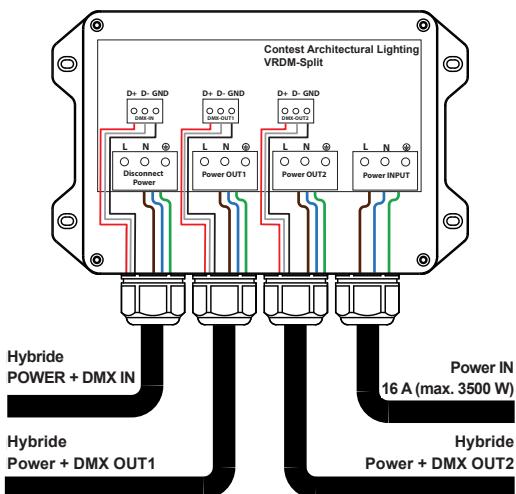 Contest Architectural Lighting
VRDM-Split
D+ D- GND
DMX-IN
D+ D- GND
DMX-OUT1
D+ D- GND
DMX-OUT2
L N ⏚
Disconnect
Power
L N ⏚
Power OUT1
L N ⏚
Power OUT2
L N ⏚
Power INPUT
Hybride
POWER + DMX IN
Power IN
16 A (max. 3500 W)
Hybride
Power + DMX OUT1
Hybride
Power + DMX OUT2